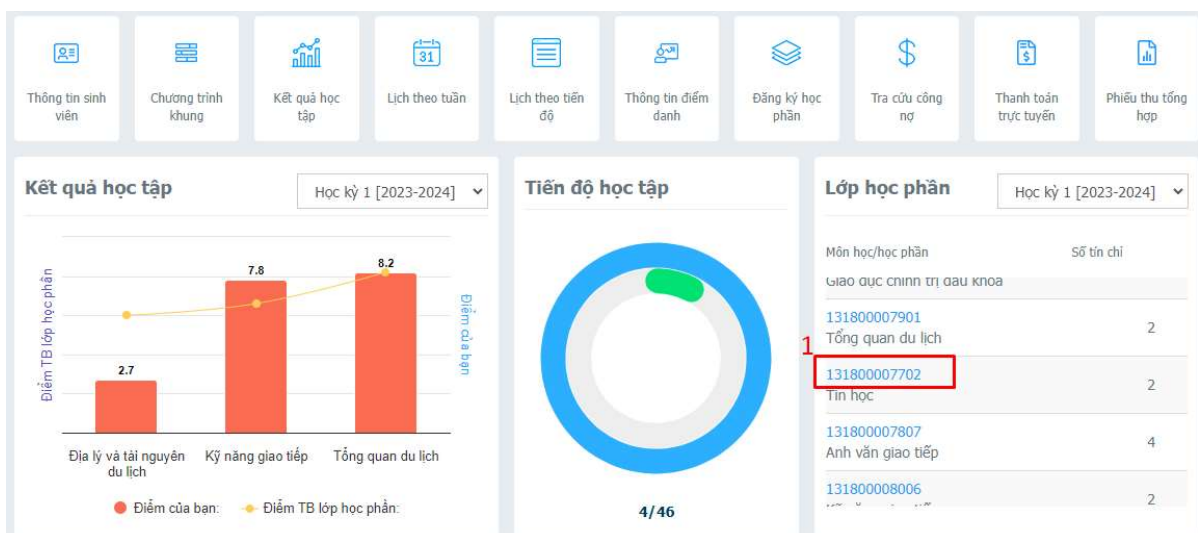 Thông tin sinh
viên
Chương trình
khung
Kết quả học
tập
31
Lịch theo tuần
Lịch theo tiến
độ
Thông tin điểm
danh
Đăng ký học
phần
$
Tra cứu công
nợ
$
Thanh toán
trực tuyến
Phiếu thu tổng
hợp
Kết quả học tập
Học kỳ 1 [2023-2024]
Điểm TB lớp học phần
Điểm của bạn
2.7
7.8
8.2
Địa lý và tài nguyên
du lịch
Kỹ năng giao tiếp
Tổng quan du lịch
Điểm của bạn:
Điểm TB lớp học phần:
Tiến độ học tập
4/46
Lớp học phần
Học kỳ 1 [2023-2024]
Môn học/học phần Số tín chỉ
Giáo dục chính trị đầu khóa
131800007901
Tổng quan du lịch
2
1
131800007702
Tin học
2
131800007807
Anh văn giao tiếp
4
131800008006
2